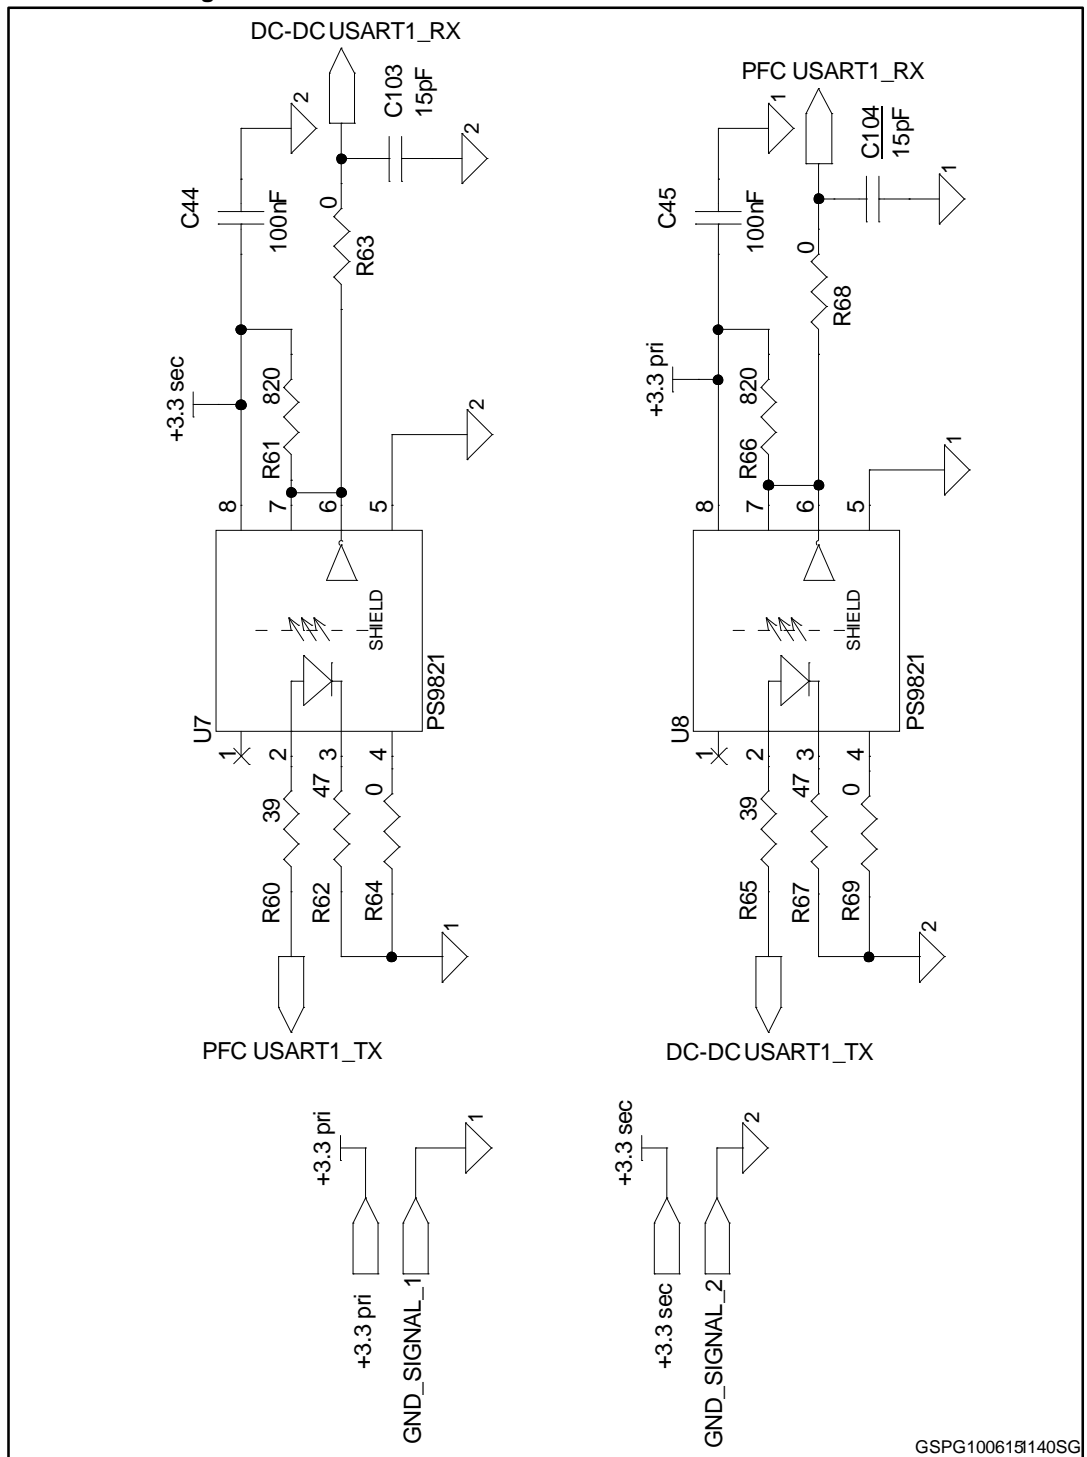 DC-DC USART1_RX
C103
15pF
2
2
C44
100nF
0
R63
+3.3 sec
820
R61
2
8
7
6
5
SHIELD
PS9821
U7
1
2
3
4
39
47
0
R60
R62
R64
1
PFC USART1_TX
PFC USART1_RX
C104
15pF
1
1
C45
100nF
0
R68
+3.3 pri
820
R66
1
8
7
6
5
SHIELD
PS9821
U8
1
2
3
4
39
47
0
R65
R67
R69
2
DC-DC USART1_TX
+3.3 pri
1
+3.3 pri
GND_SIGNAL_1
+3.3 sec
2
+3.3 sec
GND_SIGNAL_2